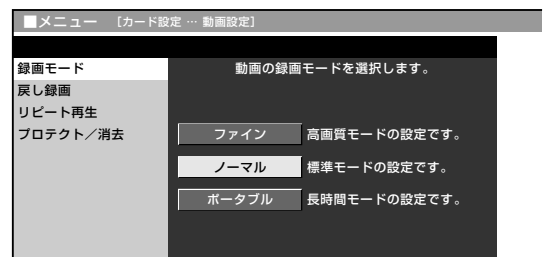 ■メニュー [カード設定 … 動画設定]
録画モード
動画の録画モードを選択します。
戻し録画
リピート再生
プロテクト／消去
ファイン 高画質モードの設定です。
ノーマル 標準モードの設定です。
ポータブル 長時間モードの設定です。